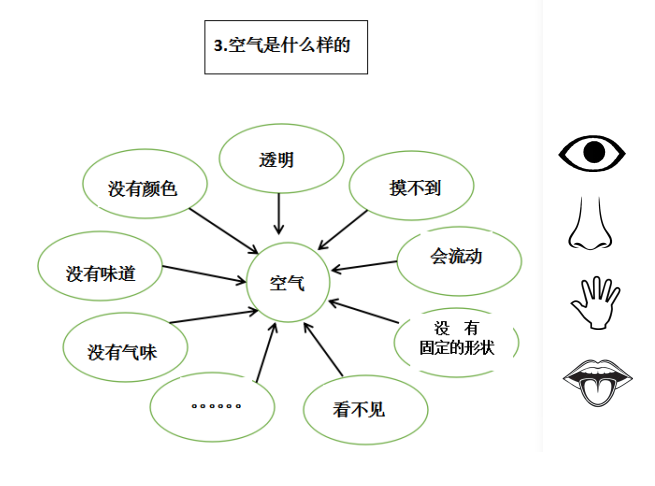 3.空气是什么样的
透明
没有颜色
摸不到
会流动
没有味道
空气
没 有
固定的形状
没有气味
。。。。。。
看不见